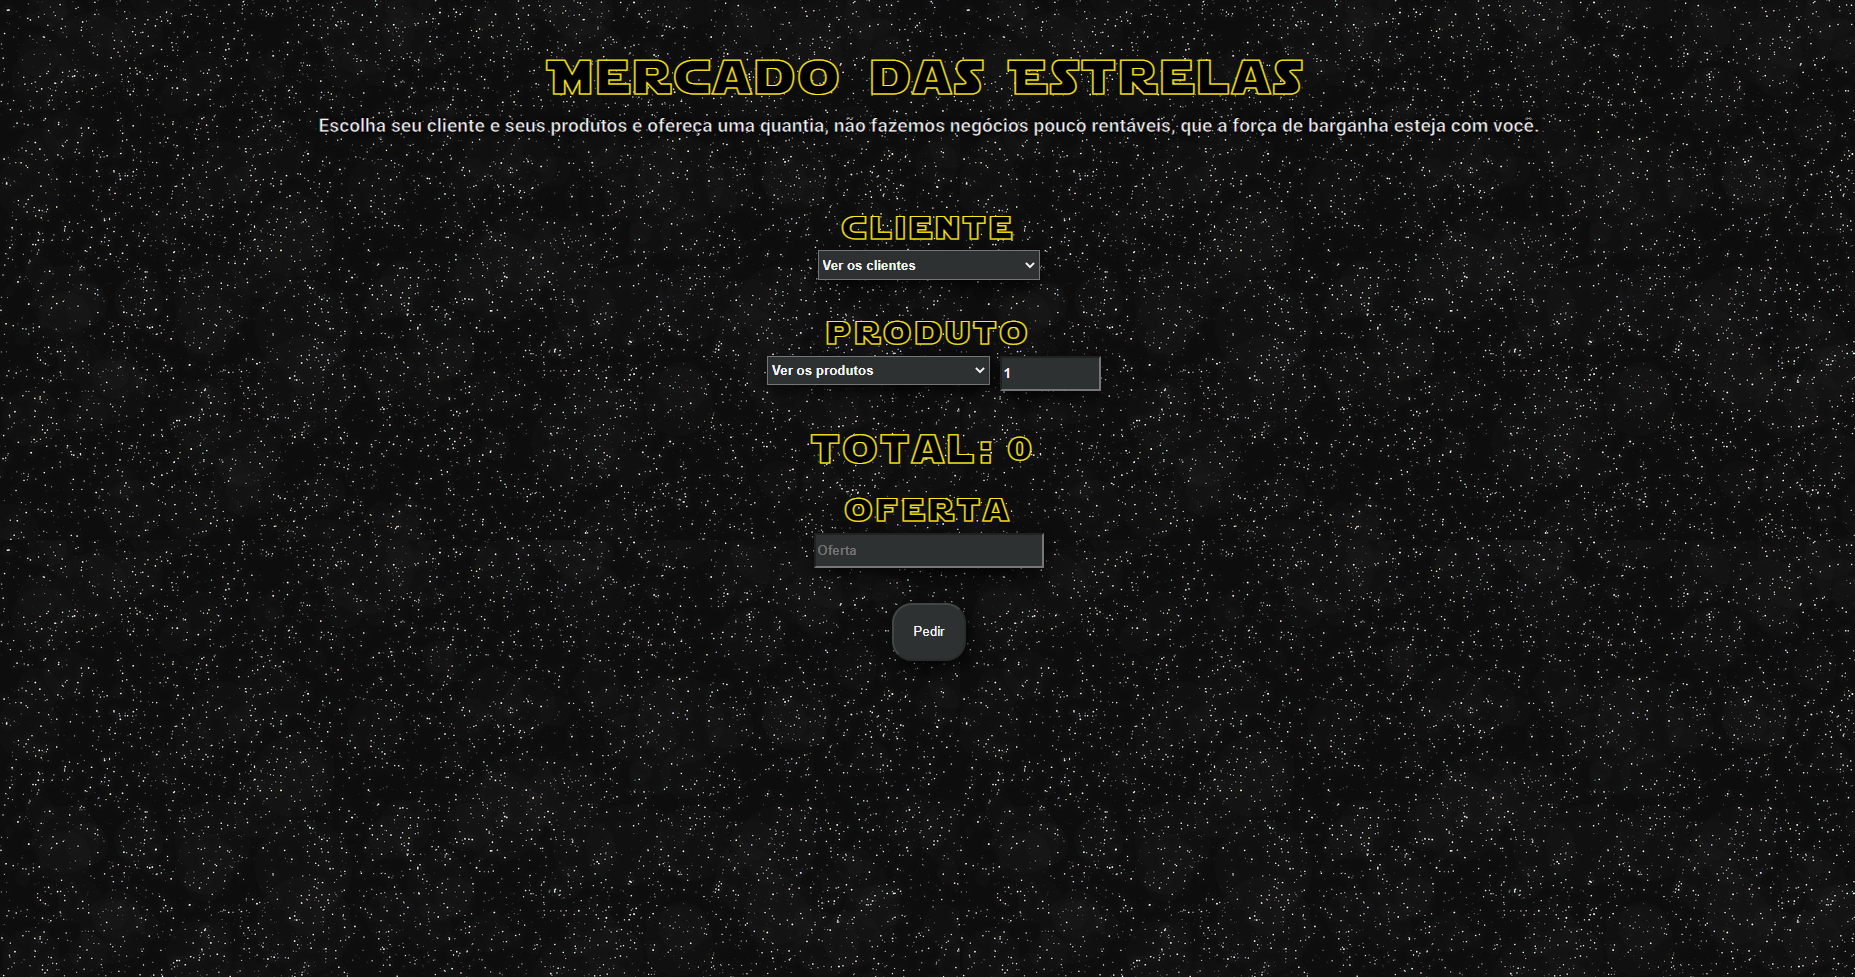 MERCADO DAS ESTRELAS
Escolha seu cliente e seus produtos e ofereça uma quantia, não fazemos negócios pouco rentáveis, que a força de barganha esteja com você.
CLIENTE
Ver os clientes
PRODUTO
Ver os produtos 1
TOTAL: 0
OFERTA
Oferta
Pedir